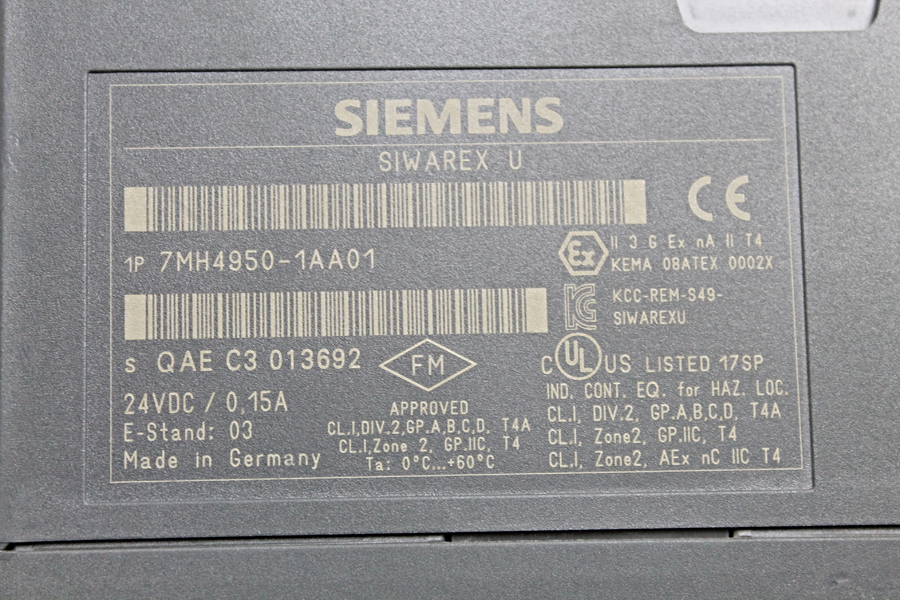 SIEMENS
SIWAREX U
CE
1P 7MH4950-1AA01
Ex II 3 G Ex nA II T4
KEMA 08ATEX 0002X
KCC-REM-S49-
SIWAREXU
S QAE C3 013692
FM
APPROVED
CL.I,DIV.2,GP.A,B,C,D, T4A
CL.I,Zone 2, GP.IIC, T4
Ta: 0°C...+60°C
C UL US LISTED 17SP
IND. CONT. EQ. for HAZ. LOC.
CL.I, DIV.2, GP.A,B,C,D, T4A
CL.I, Zone2, GP.IIC, T4
CL.I, Zone2, AEx nC IIC T4
24VDC / 0,15A
E-Stand: 03
Made in Germany